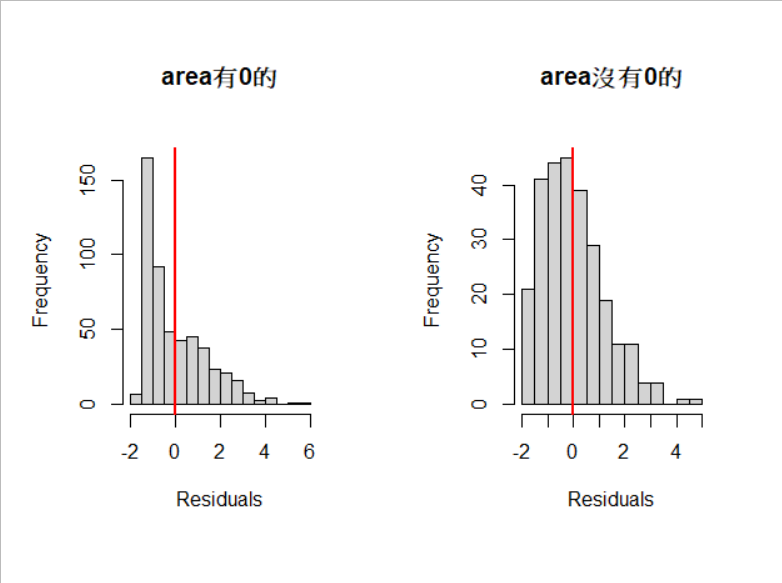 area有0的
Frequency
0 50 100 150
-2 0 2 4 6
Residuals
area沒有0的
Frequency
0 10 20 30 40
-2 0 2 4
Residuals